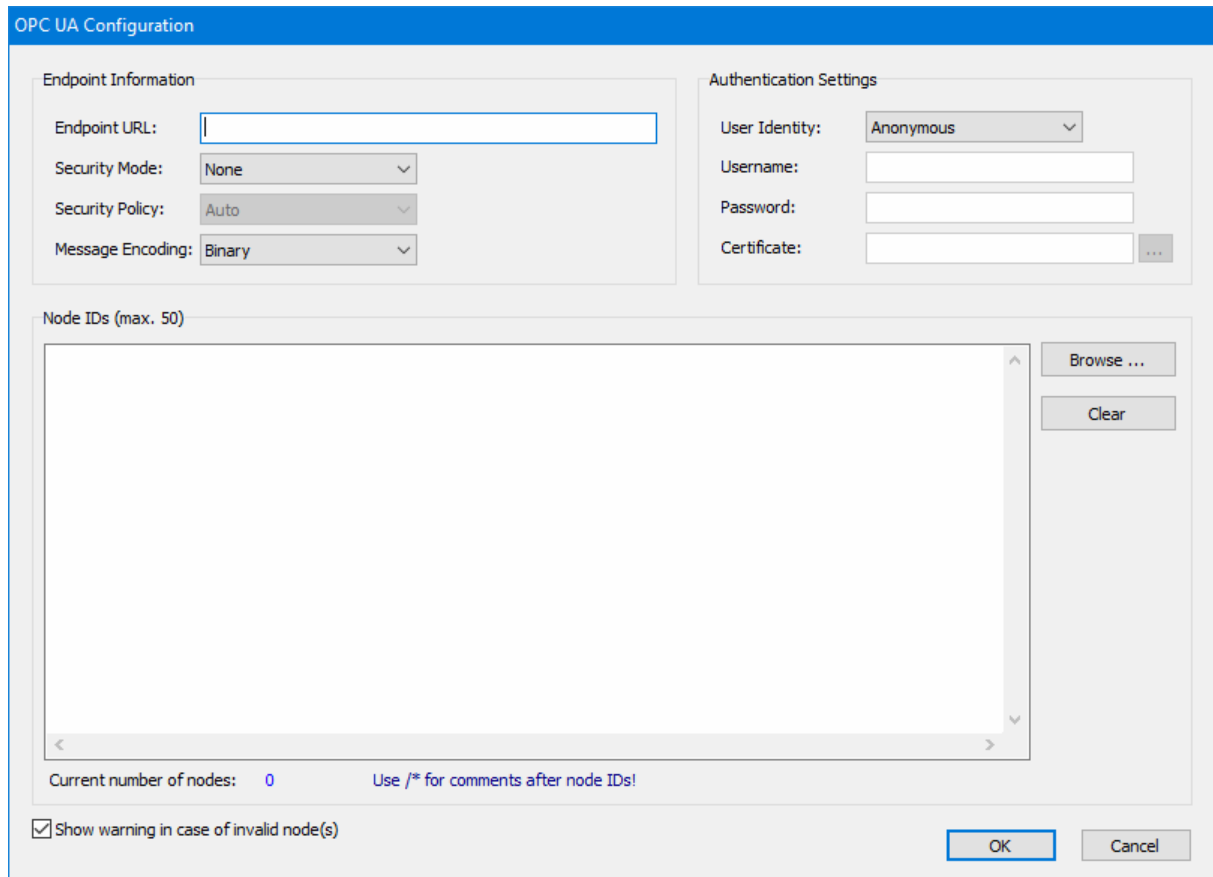 OPC UA Configuration
Endpoint Information
Endpoint URL:
Security Mode: None
Security Policy: Auto
Message Encoding: Binary
Authentication Settings
User Identity: Anonymous
Username:
Password:
Certificate: ...
Node IDs (max. 50)
Browse ...
Clear
Current number of nodes: 0 Use /* for comments after node IDs!
Show warning in case of invalid node(s)
OK Cancel